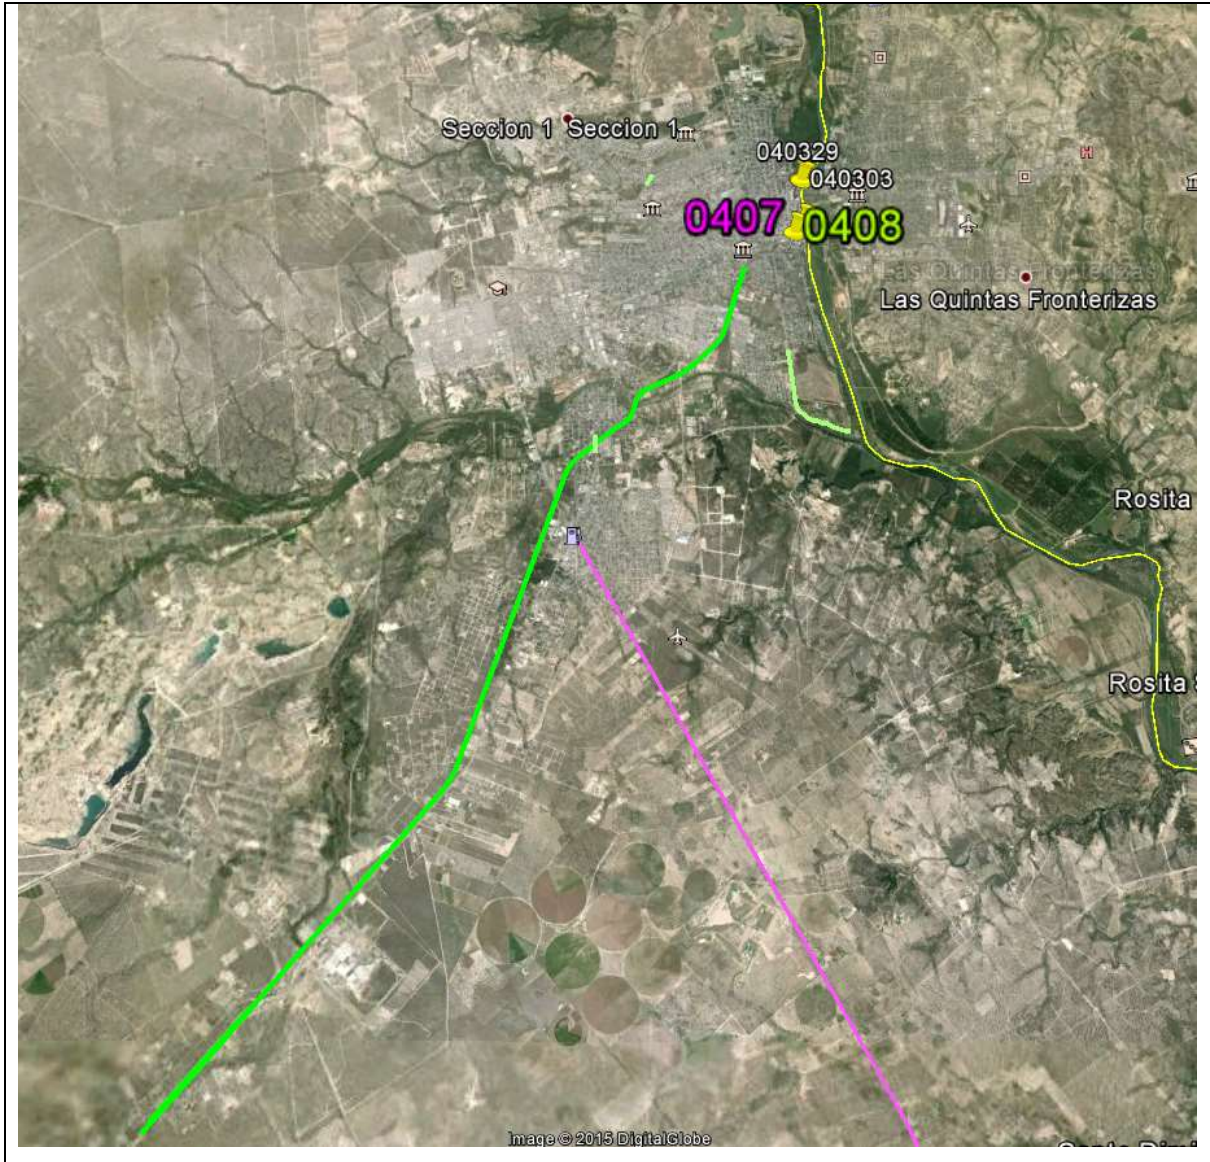 Seccion 1 Seccion 1
040329
040303
0407
0408
Las Quintas Fronterizas
Las Quintas Fronterizas
H
Rosita
Rosita
Image © 2015 DigitalGlobe